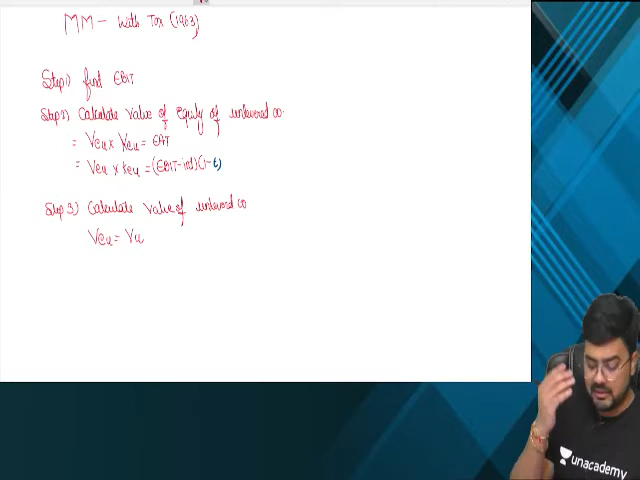 MM - with Tax (1963)
Step 1) find EBIT
Step 2) Calculate value of equity of unlevered co.
= Veu x Keu = EAT
= Veu x Keu = (EBIT - int) (1-t)
Step 3) Calculate value of unlevered co
Veu = Vu
unacademy